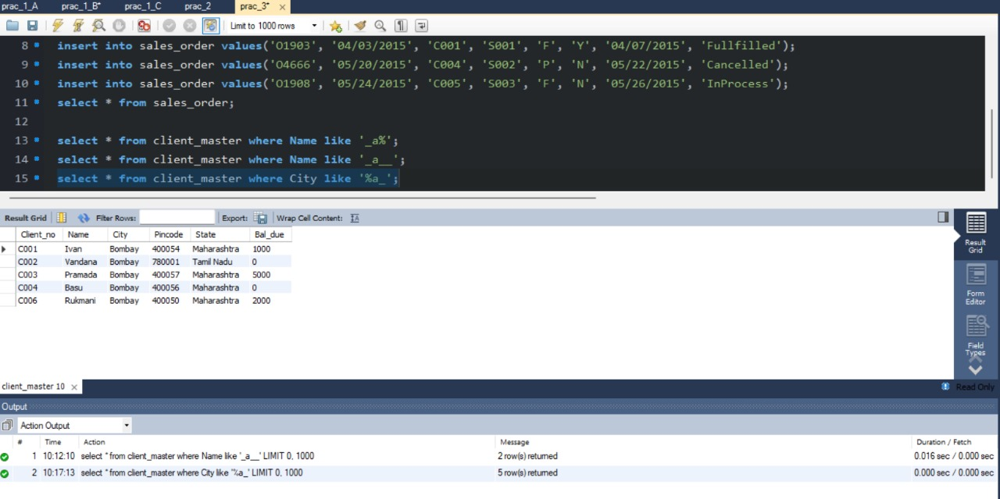 prac_1_A prac_1_B* prac_1_C prac_2 prac_3* ×
Limit to 1000 rows
8 insert into sales_order values('O1903', '04/03/2015', 'C001', 'S001', 'F', 'Y', '04/07/2015', 'Fullfilled');
9 insert into sales_order values('O4666', '05/20/2015', 'C004', 'S002', 'P', 'N', '05/22/2015', 'Cancelled');
10 insert into sales_order values('O1908', '05/24/2015', 'C005', 'S003', 'F', 'N', '05/26/2015', 'InProcess');
11 select * from sales_order;
12
13 select * from client_master where Name like '_a%';
14 select * from client_master where Name like '_a__';
15 select * from client_master where City like '%a_';
Result Grid Filter Rows: Export: Wrap Cell Content: IA
Client_no Name City Pincode State Bal_due
C001 Ivan Bombay 400054 Maharashtra 1000
C002 Vandana Bombay 780001 Tamil Nadu 0
C003 Pramada Bombay 400057 Maharashtra 5000
C004 Basu Bombay 400056 Maharashtra 0
C006 Rukmani Bombay 400050 Maharashtra 2000
Result
Grid
Form
Editor
Field
Types
client_master 10 ×
Read Only
Output
Action Output
# Time Action Message Duration / Fetch
1 10:12:10 select * from client_master where Name like '_a__' LIMIT 0, 1000 2 row(s) returned 0.016 sec / 0.000 sec
2 10:17:13 select * from client_master where City like '%a_' LIMIT 0, 1000 5 row(s) returned 0.000 sec / 0.000 sec